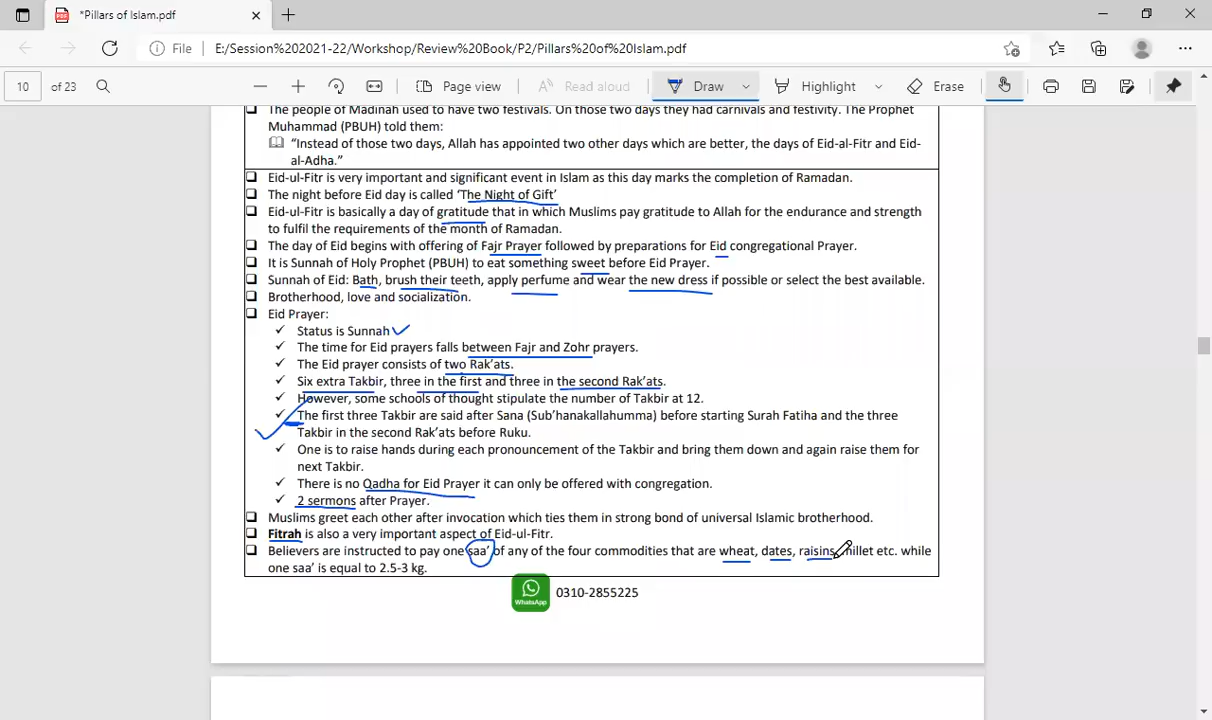 *Pillars of Islam.pdf
File E:/Session%202021-22/Workshop/Review%20Book/P2/Pillars%20of%20Islam.pdf
10 of 23 Page view Read aloud Draw Highlight Erase
The people of Madinah used to have two festivals. On those two days they had carnivals and festivity. The Prophet
Muhammad (PBUH) told them:
“Instead of those two days, Allah has appointed two other days which are better, the days of Eid-al-Fitr and Eid-
al-Adha.”
Eid-ul-Fitr is very important and significant event in Islam as this day marks the completion of Ramadan.
The night before Eid day is called ‘The Night of Gift’
Eid-ul-Fitr is basically a day of gratitude that in which Muslims pay gratitude to Allah for the endurance and strength
to fulfil the requirements of the month of Ramadan.
The day of Eid begins with offering of Fajr Prayer followed by preparations for Eid congregational Prayer.
It is Sunnah of Holy Prophet (PBUH) to eat something sweet before Eid Prayer.
Sunnah of Eid: Bath, brush their teeth, apply perfume and wear the new dress if possible or select the best available.
Brotherhood, love and socialization.
Eid Prayer:
Status is Sunnah
The time for Eid prayers falls between Fajr and Zohr prayers.
The Eid prayer consists of two Rak’ats.
Six extra Takbir, three in the first and three in the second Rak’ats.
However, some schools of thought stipulate the number of Takbir at 12.
The first three Takbir are said after Sana (Sub’hanakallahumma) before starting Surah Fatiha and the three
Takbir in the second Rak’ats before Ruku.
One is to raise hands during each pronouncement of the Takbir and bring them down and again raise them for
next Takbir.
There is no Qadha for Eid Prayer it can only be offered with congregation.
2 sermons after Prayer.
Muslims greet each other after invocation which ties them in strong bond of universal Islamic brotherhood.
Fitrah is also a very important aspect of Eid-ul-Fitr.
Believers are instructed to pay one saa’ of any of the four commodities that are wheat, dates, raisins, millet etc. while
one saa’ is equal to 2.5-3 kg.
WhatsApp 0310-2855225